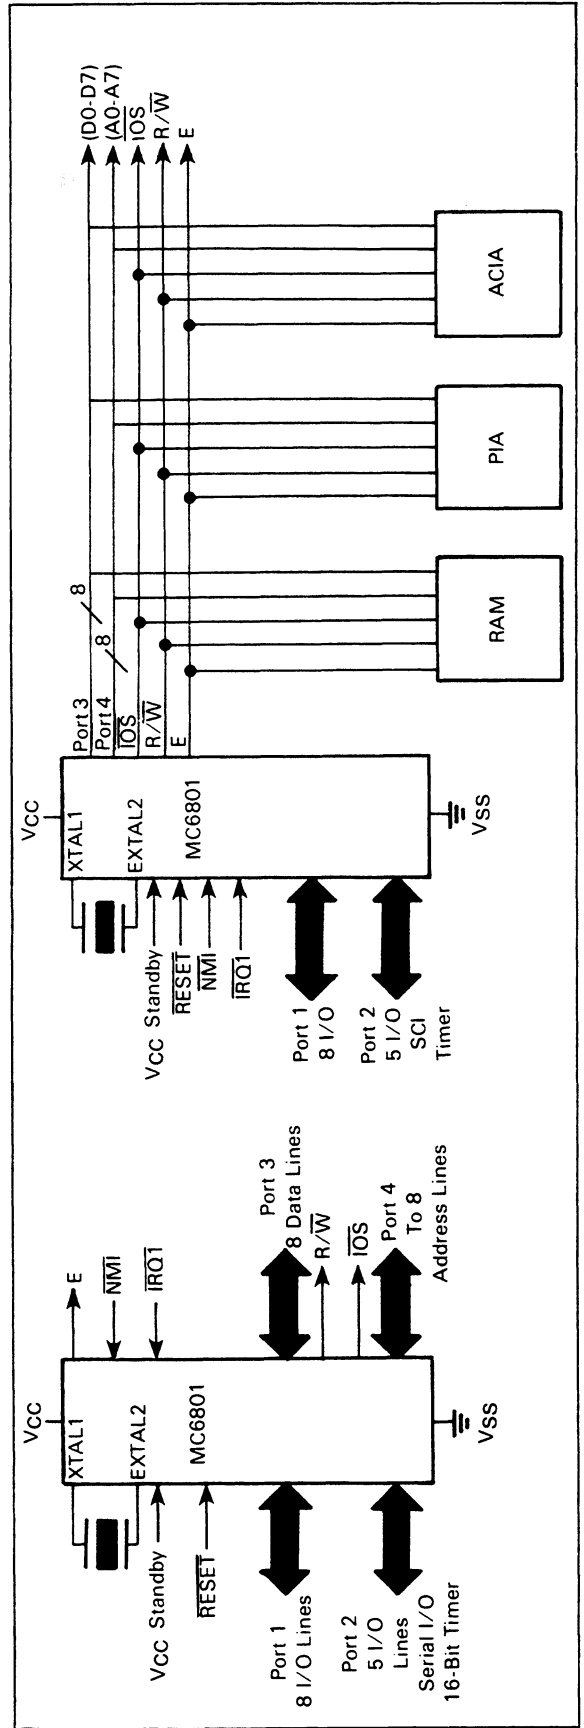 VCC
XTAL1
EXTAL2
MC6801
VCC Standby
RESET
Port 1
8 I/O Lines
Port 2
5 I/O
Lines
Serial I/O
16-Bit Timer
E
NMI
IRQ1
Port 3
8 Data Lines
R/W
IOS
Port 4
To 8
Address Lines
VSS
VCC
XTAL1
EXTAL2
MC6801
VCC Standby
RESET
NMI
IRQ1
Port 1
8 I/O
Port 2
5 I/O
SCI
Timer
VSS
Port 3
Port 4
IOS
R/W
E
8
8
(D0-D7)
(A0-A7)
IOS
R/W
E
RAM
PIA
ACIA